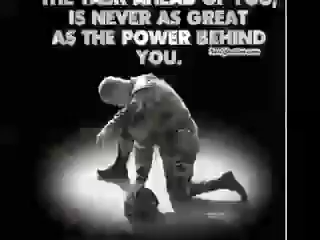 THE TASK AHEAD OF YOU,
IS NEVER AS GREAT
AS THE POWER BEHIND
YOU.